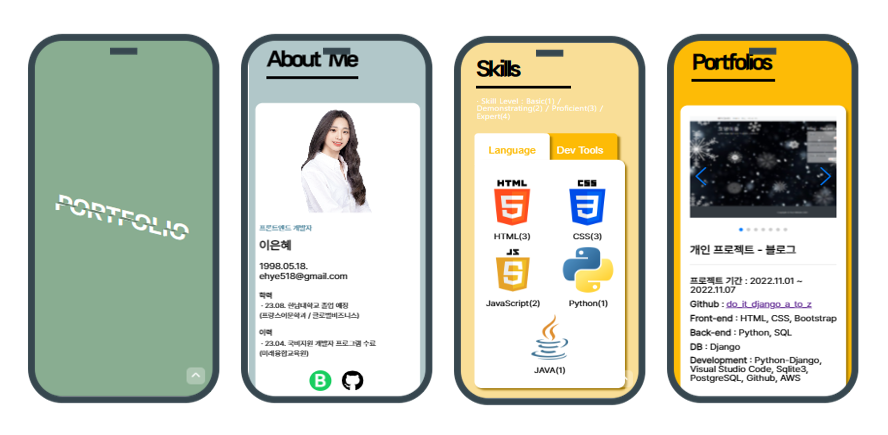 PORTFOLIO
About Me
프론트엔드 개발자
이은혜
1998.05.18.
ehye518@gmail.com
학력
· 23.08. 한남대학교 졸업 예정
(프랑스어문학과 / 글로벌비즈니스)
이력
· 23.04. 국비지원 개발자 프로그램 수료
(미래융합교육원)
B
Skills
· Skill Level : Basic(1) /
Demonstrating(2) / Proficient(3) /
Expert(4)
Language
Dev Tools
HTML
5
CSS
3
HTML(3)
CSS(3)
JS
5
JavaScript(2)
Python(1)
Java
JAVA(1)
Portfolios
개인 프로젝트 - 블로그
프로젝트 기간 : 2022.11.01 ~
2022.11.07
Github : do_it_django_a_to_z
Front-end : HTML, CSS, Bootstrap
Back-end : Python, SQL
DB : Django
Development : Python-Django,
Visual Studio Code, Sqlite3,
PostgreSQL, Github, AWS